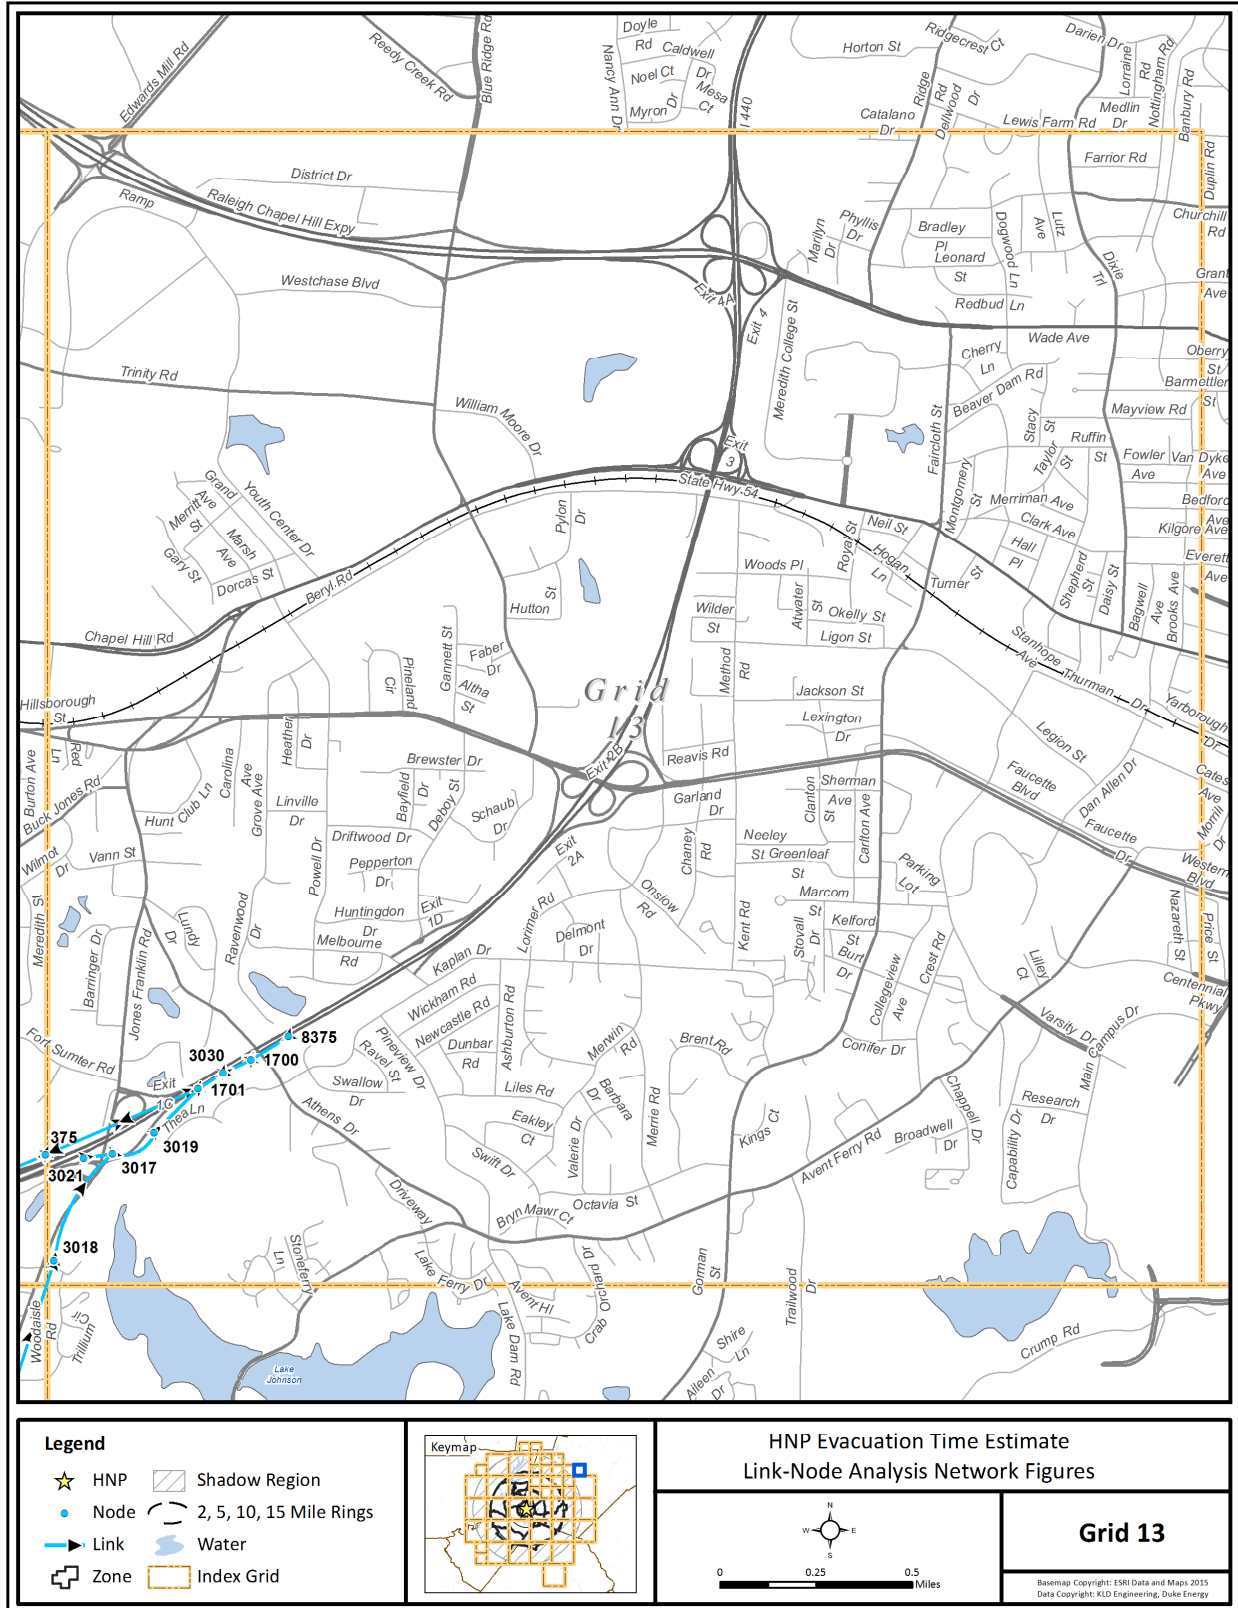 Doyle
Rd
Caldwell
Dr
Noel Ct
Mesa
Ct
Myron
Dr
Nancy Ann Dr
Edwards Mill Rd
Reedy Creek Rd
Blue Ridge Rd
I 440
Horton St
Ridgecrest Ct
Darien Dr
Lorraine
Rd
Nottingham Rd
Banbury Rd
Ridge
Rd
Dellwood
Dr
Catalano
Dr
Lewis Farm Rd
Medlin
Dr
Farrior Rd
Duplin Rd
District Dr
Ramp
Raleigh Chapel Hill Expy
Westchase Blvd
Marilyn
Dr
Phyllis
Dr
Bradley
Pl
Leonard
St
Dogwood Ln
Lutz
Ave
Churchill
Rd
Dixie
Trl
Grant
Ave
Redbud Ln
Exit 4A
Exit 4
Meredith College St
Wade Ave
Cherry
Ln
Oberry
St
Barmettler
St
Trinity Rd
William Moore Dr
Beaver Dam Rd
Mayview Rd
Faircloth St
Stacy
St
Taylor
St
Ruffin
St
Fowler
Ave
Van Dyke
Ave
Exit
3
State Hwy 54
Grand
Ave
Merritt
St
Youth Center Dr
Marsh
Ave
Gary St
Dorcas St
Pylon
Dr
Montgomery
St
Merriman Ave
Bedford
Ave
Clark Ave
Kilgore Ave
Neil St
Royal St
Hogan
Ln
Hall
Pl
Everett
Ave
Beryl Rd
Woods Pl
Turner
St
Shepherd
St
Daisy St
Bagwell
Ave
Brooks Ave
Hutton
St
Wilder
St
Atwater
St
Okelly St
Ligon St
Chapel Hill Rd
Gannett St
Faber
Dr
Altha
St
Pineland
Cir
Method
Rd
Stanhope
Ave
Thurman
Dr
Yarborough
Dr
Grid
13
Jackson St
Lexington
Dr
Hillsborough
St
Burton Ave
Red
Ln
Buck Jones Rd
Carolina
Ave
Heather
Dr
Brewster Dr
Exit 2B
Reavis Rd
Legion St
Faucette
Blvd
Dan Allen Dr
Cates
Ave
Morrill
Dr
Hunt
Club Ln
Grove Ave
Linville
Dr
Bayfield
Dr
Deboy St
Schaub
Dr
Garland
Dr
Clanton
St
Sherman
Ave
Carlton Ave
Faucette
Dr
Western
Blvd
Driftwood Dr
Wilmot
Dr
Vann St
Powell Dr
Pepperton
Dr
Exit
2A
Chaney
Rd
Neeley
St
Greenleaf
St
Parking
Lot
Meredith St
Huntingdon
Dr
Exit
1D
Lorimer Rd
Onslow
Rd
Marcom
St
Stovall
Dr
Kelford
St
Burt
Dr
Kent Rd
Nazareth St
Price St
Lundy
Dr
Ravenwood
Dr
Melbourne
Rd
Delmont
Dr
Barringer Dr
Jones Franklin Rd
Kaplan Dr
Wickham Rd
Newcastle Rd
Ashburton Rd
Collegeview
Ave
Crest Rd
Lilley
Ct
Centennial
Pkwy
Varsity Dr
Main Campus Dr
Fort Sumter Rd
8375
3030
1700
1701
Exit
1C
Thea Ln
Pineview Dr
Ravel St
Dunbar
Rd
Merwin
Rd
Brent Rd
Conifer Dr
Swallow
Dr
Liles Rd
Barbara
Dr
Merrie Rd
Chappell Dr
Research
Dr
Athens Dr
Eakley
Ct
Valerie Dr
Kings Ct
Broadwell
Dr
Capability Dr
375
3019
3017
3021
Swift Dr
Avent Ferry Rd
Driveway
Bryn Mawr Ct
Octavia St
3018
Stoneferry
Ln
Lake
Ferry Dr
Avent Hl
Orchard Dr
Crab
Gorman
St
Trailwood
Dr
Woodaisle
Rd
Trillium
Cir
Lake
Johnson
Lake Dam Rd
Shire
Ln
Aileen
Dr
Crump Rd
Legend
HNP
Shadow Region
Node
2, 5, 10, 15 Mile Rings
Link
Water
Zone
Index Grid
Keymap
HNP Evacuation Time Estimate
Link-Node Analysis Network Figures
N
W
E
S
0
0.25
0.5
Miles
Grid 13
Basemap Copyright: ESRI Data and Maps 2015
Data Copyright: KLD Engineering, Duke Energy